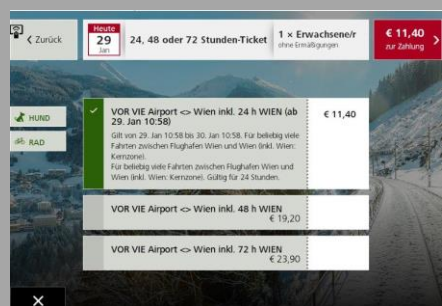 Zurück
Heute
29
Jan
24, 48 oder 72 Stunden-Ticket
1 × Erwachsene/r
ohne Ermäßigungen
€ 11,40
zur Zahlung
HUND
RAD
VOR VIE Airport <> Wien inkl. 24 h WIEN (ab
29. Jan 10:58)
€ 11,40
Gilt von 29. Jan 10:58 bis 30. Jan 10:58. Für beliebig viele
Fahrten zwischen Flughafen Wien und Wien (inkl. Wien:
Kernzone).
Für beliebig viele Fahrten zwischen Flughafen Wien und
Wien (inkl. Wien: Kernzone). Gültig für 24 Stunden.
VOR VIE Airport <> Wien inkl. 48 h WIEN
€ 19,20
VOR VIE Airport <> Wien inkl. 72 h WIEN
€ 23,90